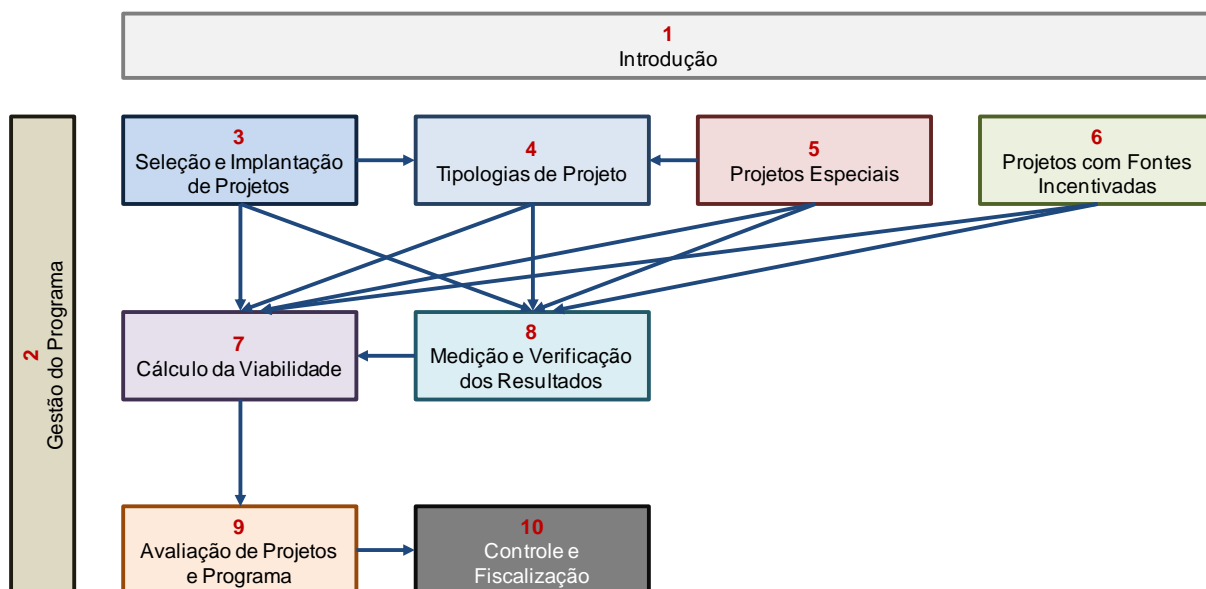 1
Introdução
2
Gestão do Programa
3
Seleção e Implantação
de Projetos
4
Tipologias de Projeto
5
Projetos Especiais
6
Projetos com Fontes
Incentivadas
7
Cálculo da Viabilidade
8
Medição e Verificação
dos Resultados
9
Avaliação de Projetos
e Programa
10
Controle e
Fiscalização